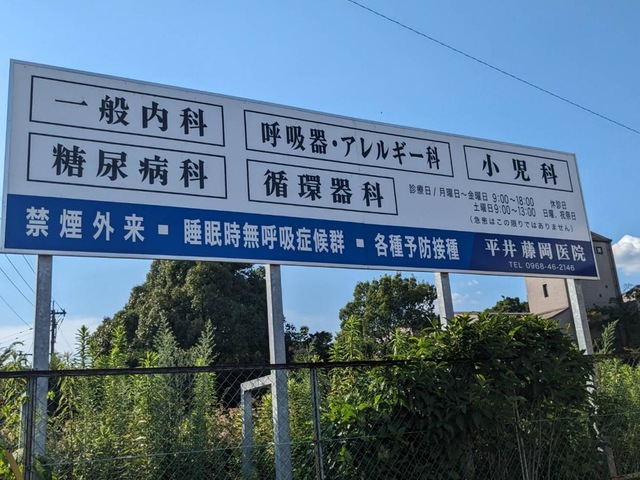 一般内科
呼吸器・アレルギー科
小児科
糖尿病科
循環器科
診療日/月曜日〜金曜日 9:00〜18:00 休診日
土曜日9:00〜13:00 日曜、祝祭日
(急患はこの限りではありません)
禁煙外来 ■ 睡眠時無呼吸症候群 ■ 各種予防接種 平井藤岡医院
TEL 0968-46-2146